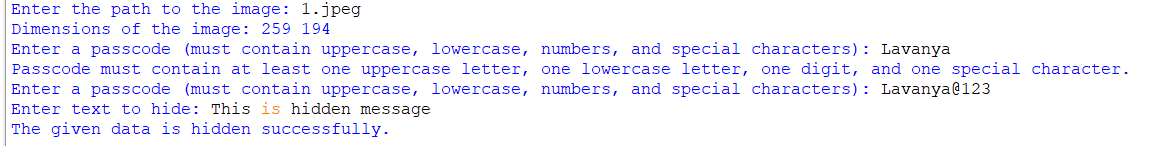 Enter the path to the image: 1.jpeg
Dimensions of the image: 259 194
Enter a passcode (must contain uppercase, lowercase, numbers, and special characters): Lavanya
Passcode must contain at least one uppercase letter, one lowercase letter, one digit, and one special character.
Enter a passcode (must contain uppercase, lowercase, numbers, and special characters): Lavanya@123
Enter text to hide: This is hidden message
The given data is hidden successfully.